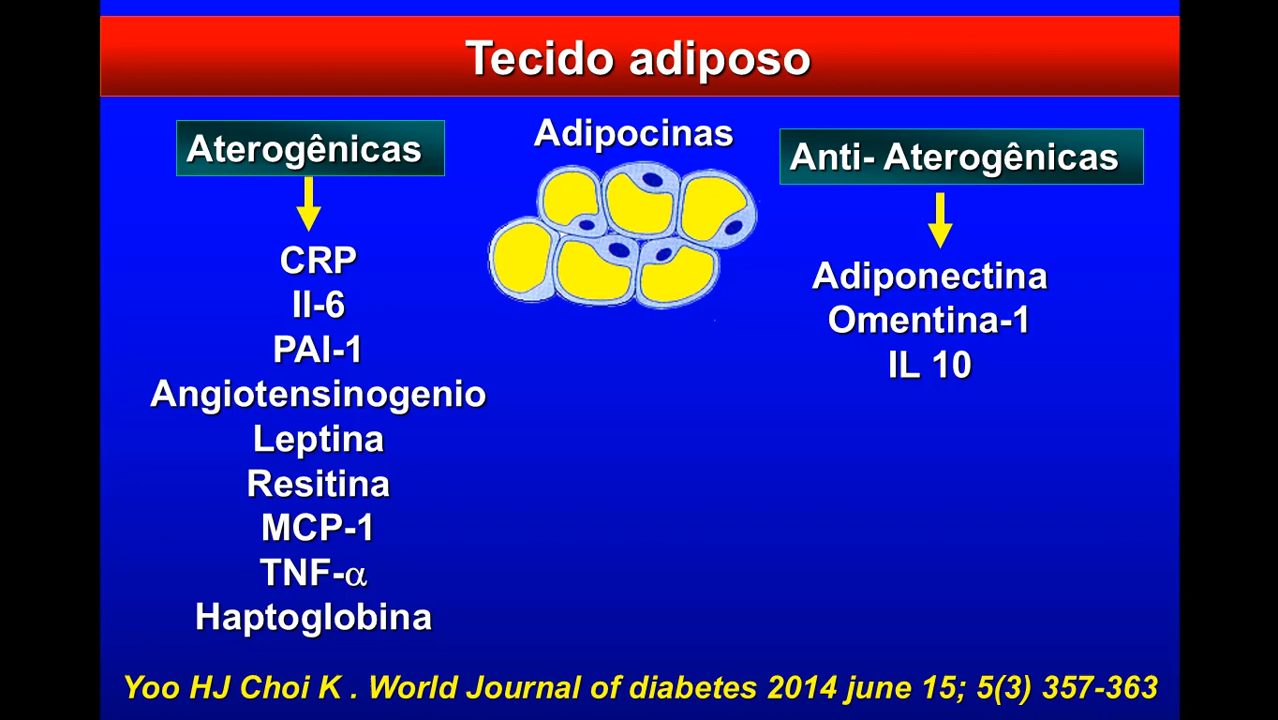 Tecido adiposo
Aterogênicas
Adipocinas
Anti- Aterogênicas
CRP
Il-6
PAI-1
Angiotensinogenio
Leptina
Resitina
MCP-1
TNF-α
Haptoglobina
Adiponectina
Omentina-1
IL 10
Yoo HJ Choi K . World Journal of diabetes 2014 june 15; 5(3) 357-363